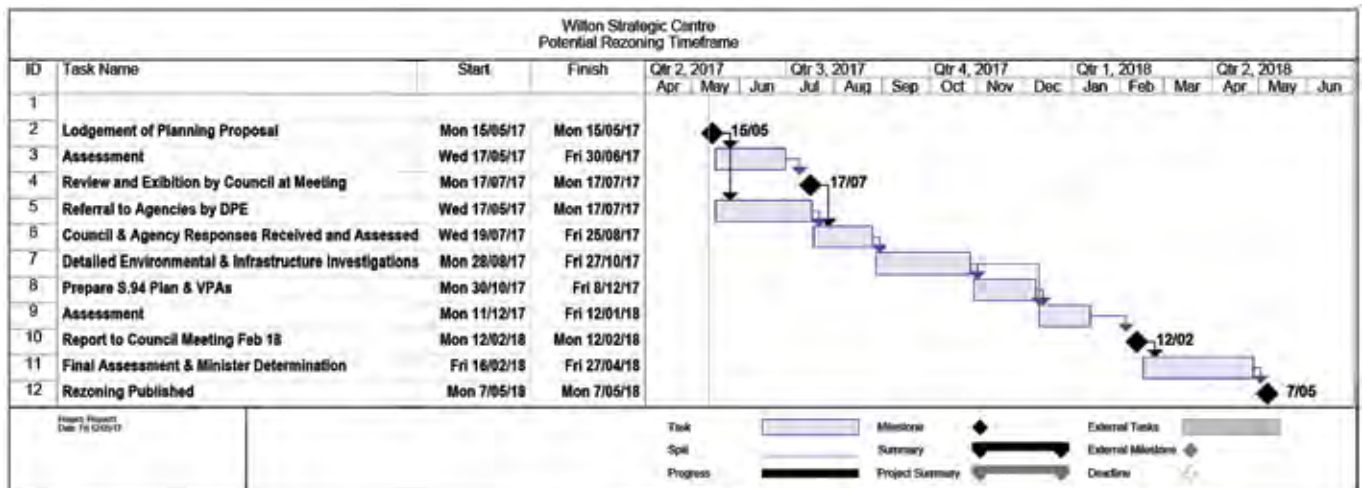 Wilton Strategic Centre
Potential Rezoning Timeframe
ID Task Name Start Finish Qtr 2, 2017 Qtr 3, 2017 Qtr 4, 2017 Qtr 1, 2018 Qtr 2, 2018
Apr May Jun Jul Aug Sep Oct Nov Dec Jan Feb Mar Apr May Jun
1
2 Lodgement of Planning Proposal Mon 15/05/17 Mon 15/05/17 15/05
3 Assessment Wed 17/05/17 Fri 30/06/17
4 Review and Exibition by Council at Meeting Mon 17/07/17 Mon 17/07/17 17/07
5 Referral to Agencies by DPE Wed 17/05/17 Mon 17/07/17
6 Council & Agency Responses Received and Assessed Wed 19/07/17 Fri 25/08/17
7 Detailed Environmental & Infrastructure Investigations Mon 28/08/17 Fri 27/10/17
8 Prepare S.94 Plan & VPAs Mon 30/10/17 Fri 8/12/17
9 Assessment Mon 11/12/17 Fri 12/01/18
10 Report to Council Meeting Feb 18 Mon 12/02/18 Mon 12/02/18 12/02
11 Final Assessment & Minister Determination Fri 16/02/18 Fri 27/04/18
12 Rezoning Published Mon 7/05/18 Mon 7/05/18 7/05
Date: Fri 12/05/17
Task Milestone External Tasks
Split Summary External Milestone
Progress Project Summary Deadline